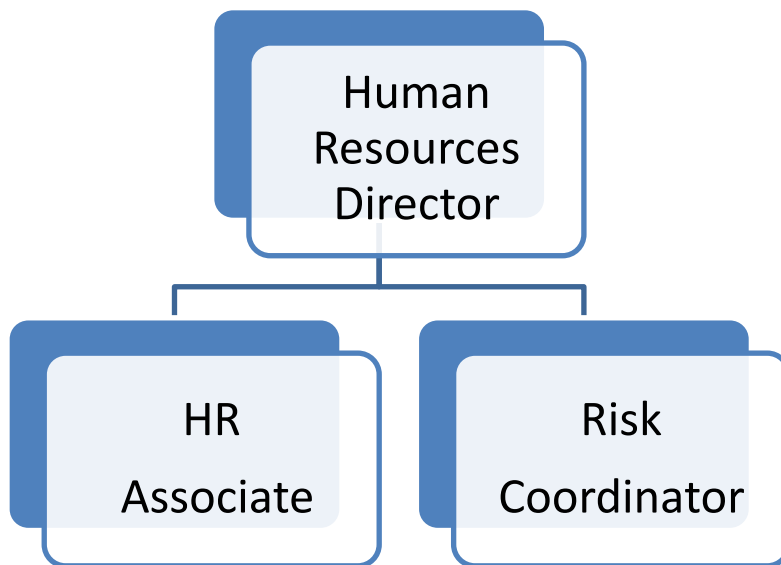 Human
Resources
Director
HR
Associate
Risk
Coordinator